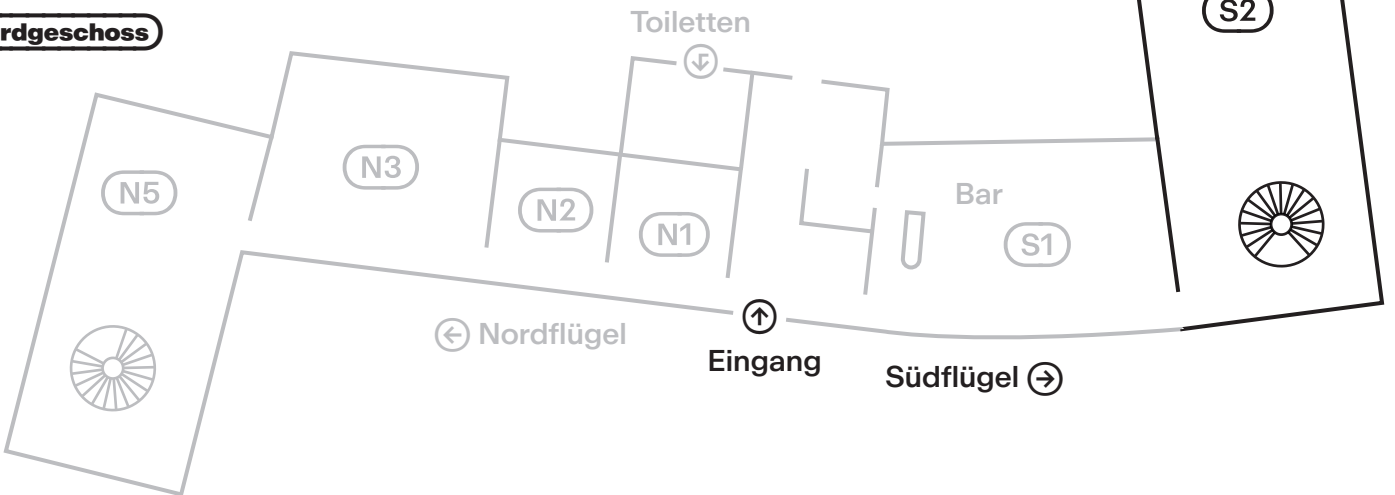 Toiletten
S2
rdgeschoss
N3
N5
N2
Bar
N1
S1
Nordflügel
Eingang
Südflügel